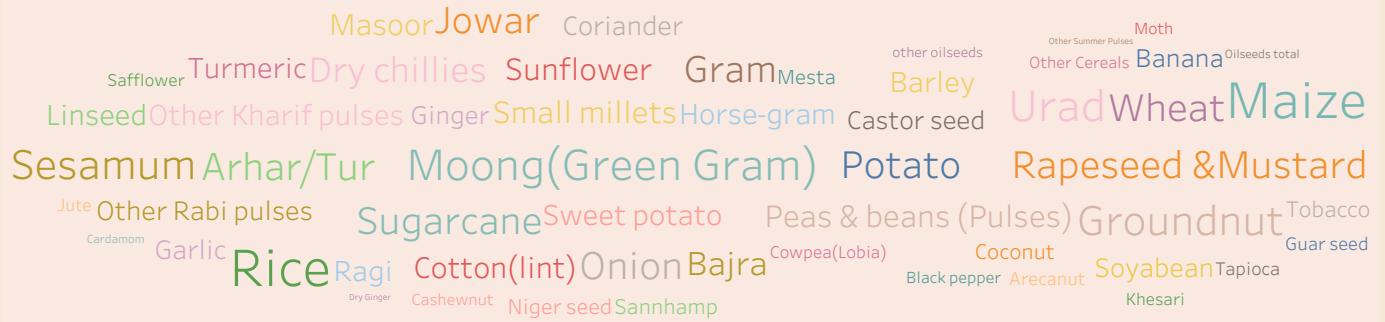 Masoor Jowar Coriander
Moth
Other Summer Pulses
other oilseeds Other Cereals Banana Oilseeds total
Safflower Turmeric Dry chillies Sunflower Gram Mesta Barley
Linseed Other Kharif pulses Ginger Small millets Horse-gram Castor seed Urad Wheat Maize
Sesamum Arhar/Tur Moong(Green Gram) Potato Rapeseed &Mustard
Jute Other Rabi pulses Sugarcane Sweet potato Peas & beans (Pulses) Groundnut Tobacco
Cardamom Garlic Cowpea(Lobia) Coconut Guar seed
Rice Ragi Cotton(lint) Onion Bajra Black pepper Arecanut Soyabean Tapioca
Dry Ginger Cashewnut Niger seed Sannhamp Khesari